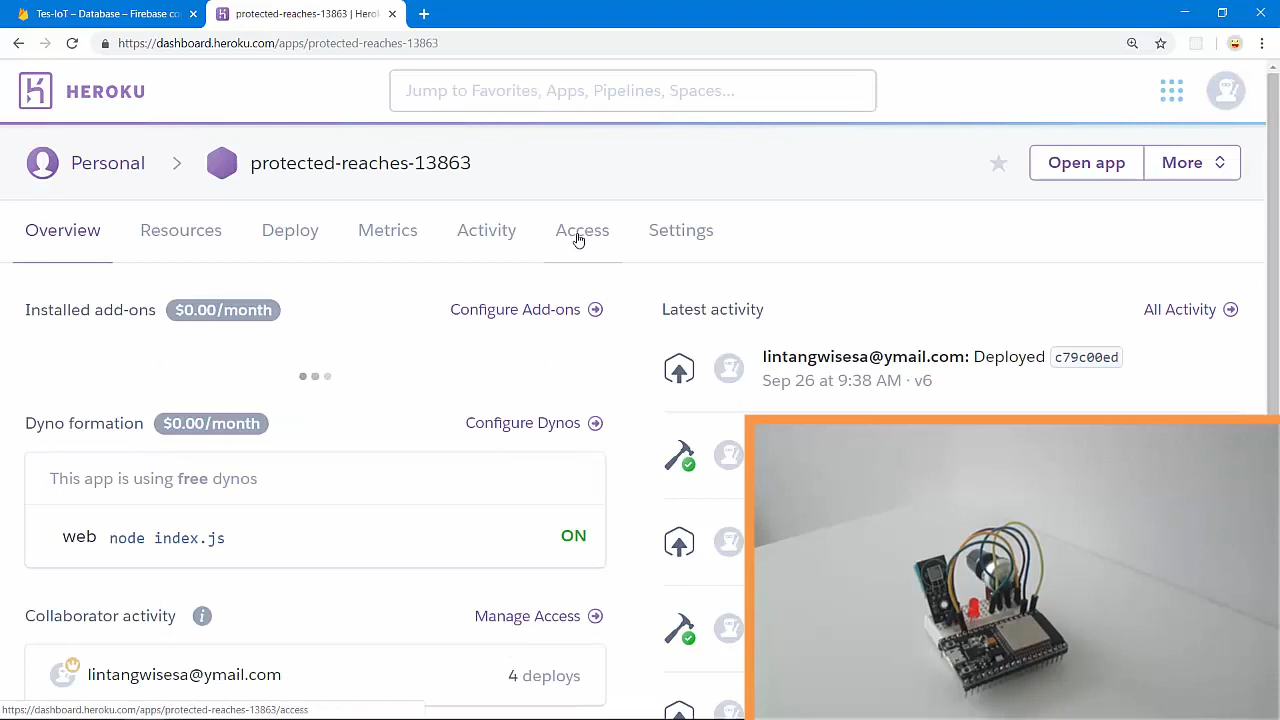 Tes-IoT – Database – Firebase co
protected-reaches-13863 | Herok
https://dashboard.heroku.com/apps/protected-reaches-13863
HEROKU
Jump to Favorites, Apps, Pipelines, Spaces...
Personal
protected-reaches-13863
Open app
More
Overview
Resources
Deploy
Metrics
Activity
Access
Settings
Installed add-ons
$0.00/month
Configure Add-ons
Dyno formation
$0.00/month
Configure Dynos
This app is using free dynos
web node index.js
ON
Collaborator activity
Manage Access
lintangwisesa@ymail.com
4 deploys
Latest activity
All Activity
lintangwisesa@ymail.com: Deployed c79c00ed
Sep 26 at 9:38 AM · v6
https://dashboard.heroku.com/apps/protected-reaches-13863/access